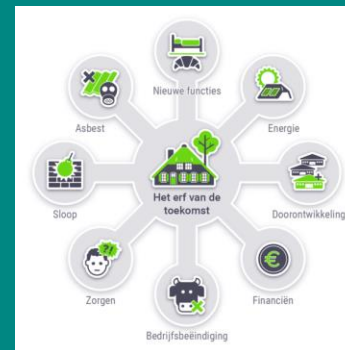 Nieuwe functies
Asbest
Energie
Het erf van de
toekomst
Sloop
Doorontwikkeling
Zorgen
?!
Financiën
€
Bedrijfsbeëindiging